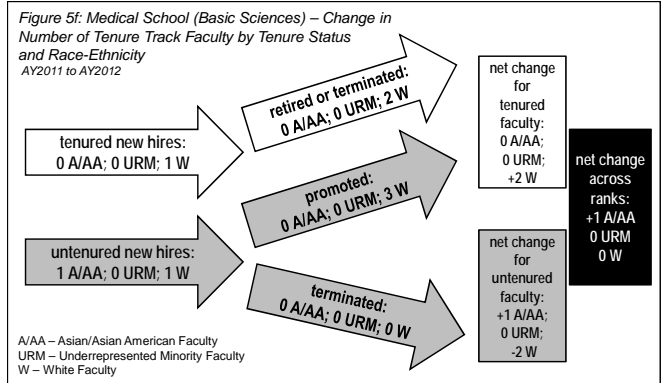 Figure 5f: Medical School (Basic Sciences) – Change in
Number of Tenure Track Faculty by Tenure Status
and Race-Ethnicity
AY2011 to AY2012
tenured new hires:
0 A/AA; 0 URM; 1 W
retired or terminated:
0 A/AA; 0 URM; 2 W
net change
for
tenured
faculty:
0 A/AA;
0 URM;
+2 W
promoted:
0 A/AA; 0 URM; 3 W
net change
across
ranks:
+1 A/AA
0 URM
0 W
untenured new hires:
1 A/AA; 0 URM; 1 W
terminated:
0 A/AA; 0 URM; 0 W
net change
for
untenured
faculty:
+1 A/AA;
0 URM;
-2 W
A/AA – Asian/Asian American Faculty
URM – Underrepresented Minority Faculty
W – White Faculty